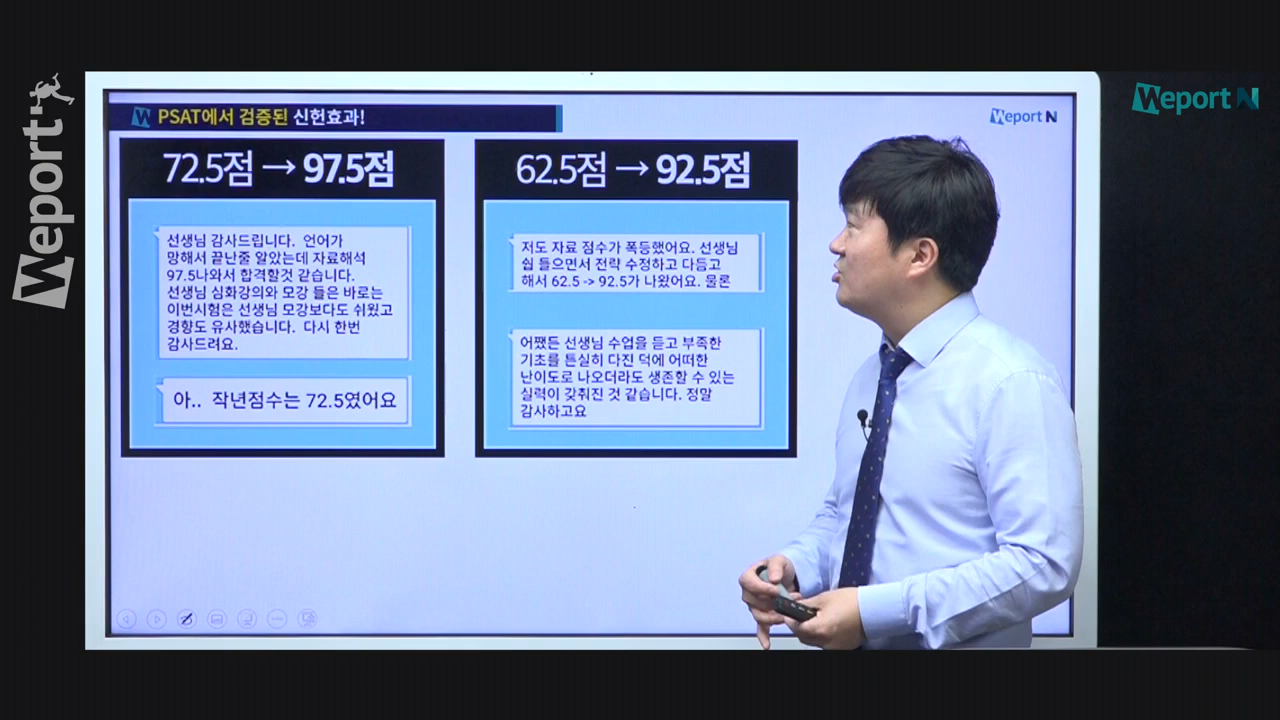 Weport
Weport N
PSAT에서 검증된 신헌효과!
Weport N
72.5점 → 97.5점
선생님 감사드립니다. 언어가
망해서 끝난줄 알았는데 자료해석
97.5나와서 합격할것 같습니다.
선생님 심화강의와 모강 들은 바로는
이번시험은 선생님 모강보다도 쉬웠고
경향도 유사했습니다. 다시 한번
감사드려요.
아.. 작년점수는 72.5였어요
62.5점 → 92.5점
저도 자료 점수가 폭등했어요. 선생님
쉽 들으면서 전략 수정하고 다듬고
해서 62.5 -> 92.5가 나왔어요. 물론
어쨌든 선생님 수업을 듣고 부족한
기초를 튼실히 다진 덕에 어떠한
난이도로 나오더라도 생존할 수 있는
실력이 갖춰진 것 같습니다. 정말
감사하고요